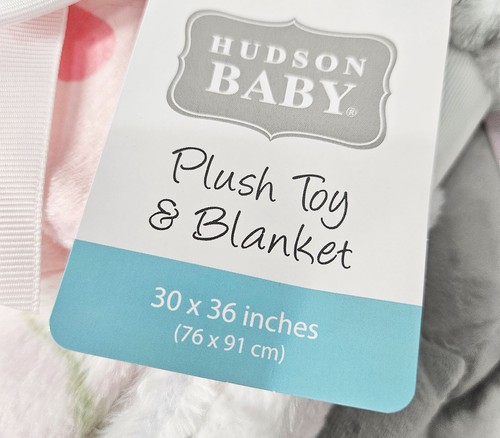 HUDSON
BABY®
Plush Toy
& Blanket
30 x 36 inches
(76 x 91 cm)